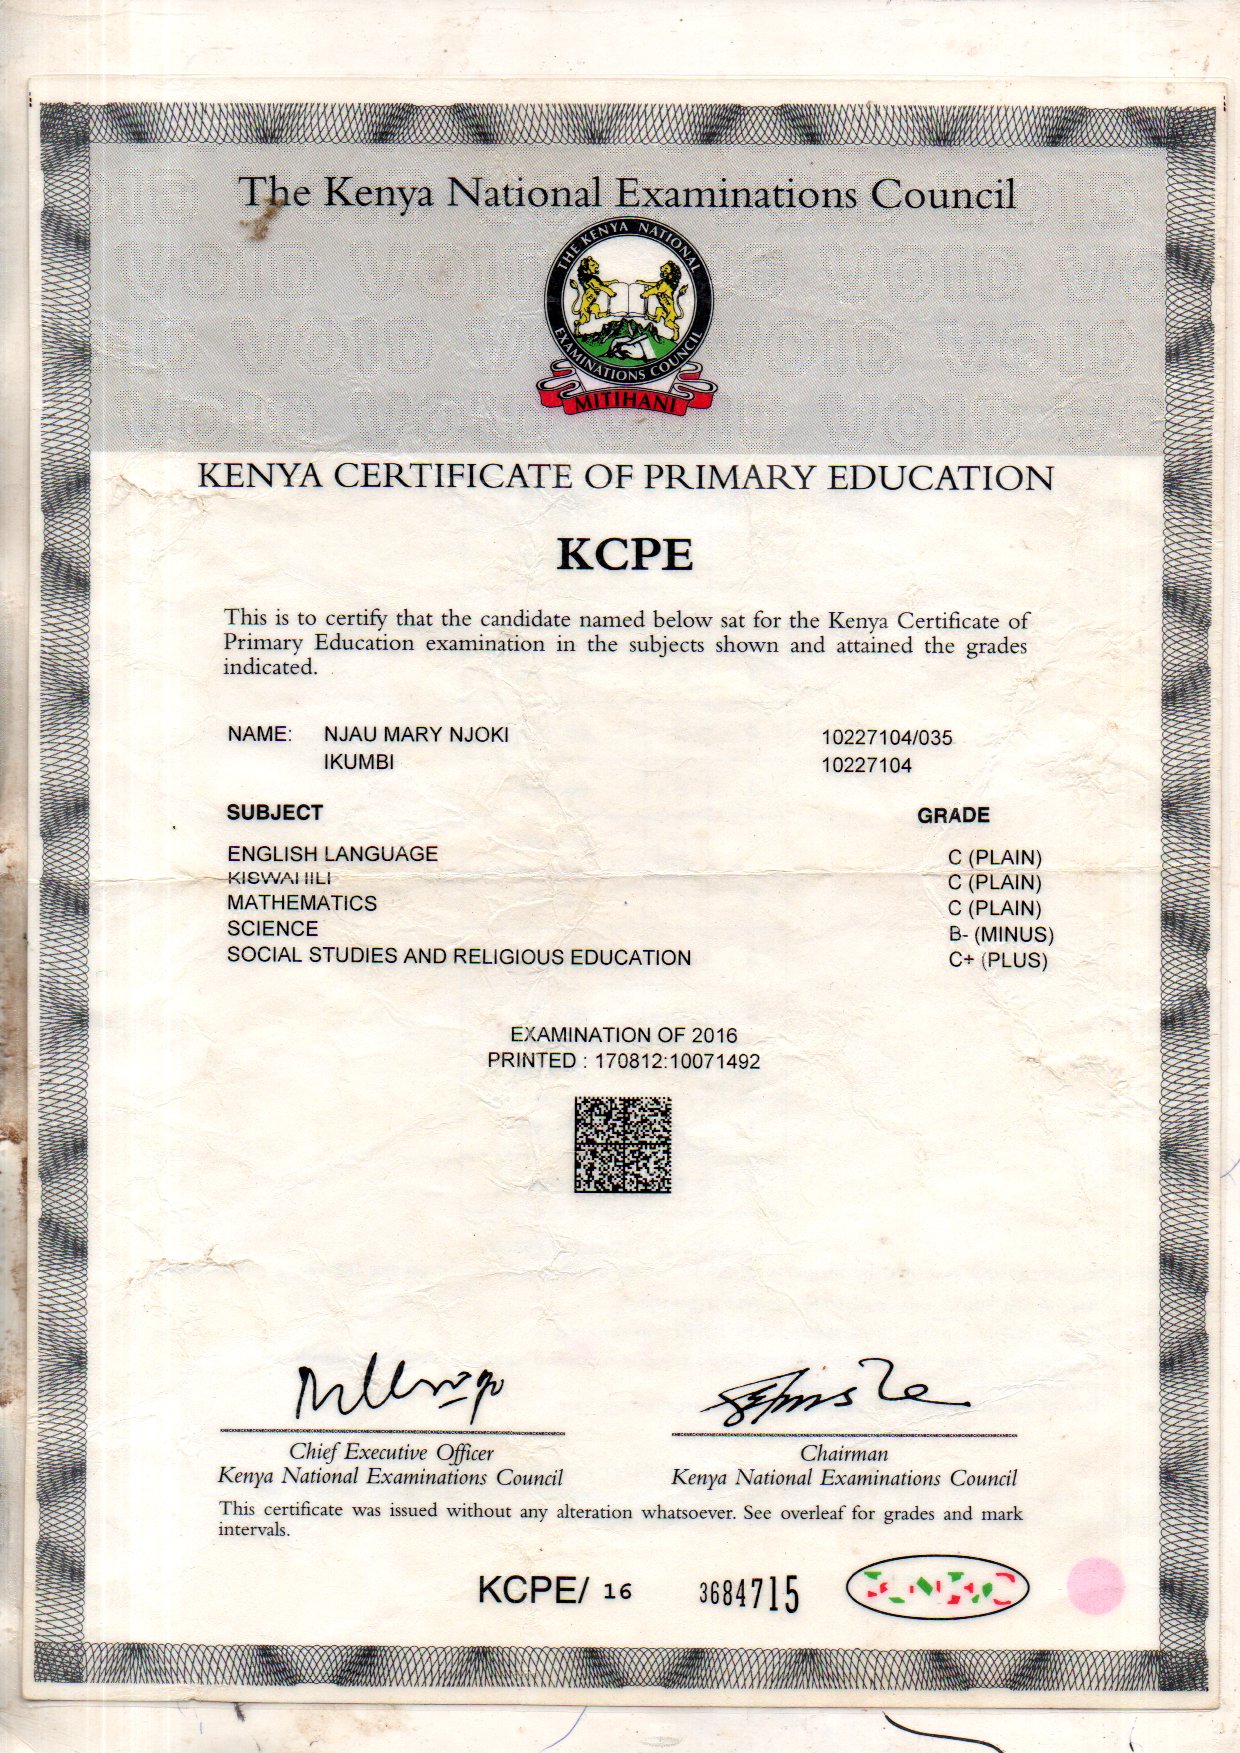 The Kenya National Examinations Council
THE KENYA NATIONAL
EXAMINATIONS COUNCIL
MITIHANI
KENYA CERTIFICATE OF PRIMARY EDUCATION
KCPE
This is to certify that the candidate named below sat for the Kenya Certificate of
Primary Education examination in the subjects shown and attained the grades
indicated.
NAME: NJAU MARY NJOKI 10227104/035
IKUMBI 10227104
SUBJECT GRADE
ENGLISH LANGUAGE C (PLAIN)
KISWAHILI C (PLAIN)
MATHEMATICS C (PLAIN)
SCIENCE B- (MINUS)
SOCIAL STUDIES AND RELIGIOUS EDUCATION C+ (PLUS)
EXAMINATION OF 2016
PRINTED : 170812:10071492
Chief Executive Officer Chairman
Kenya National Examinations Council Kenya National Examinations Council
This certificate was issued without any alteration whatsoever. See overleaf for grades and mark
intervals.
KCPE/ 16 3684715